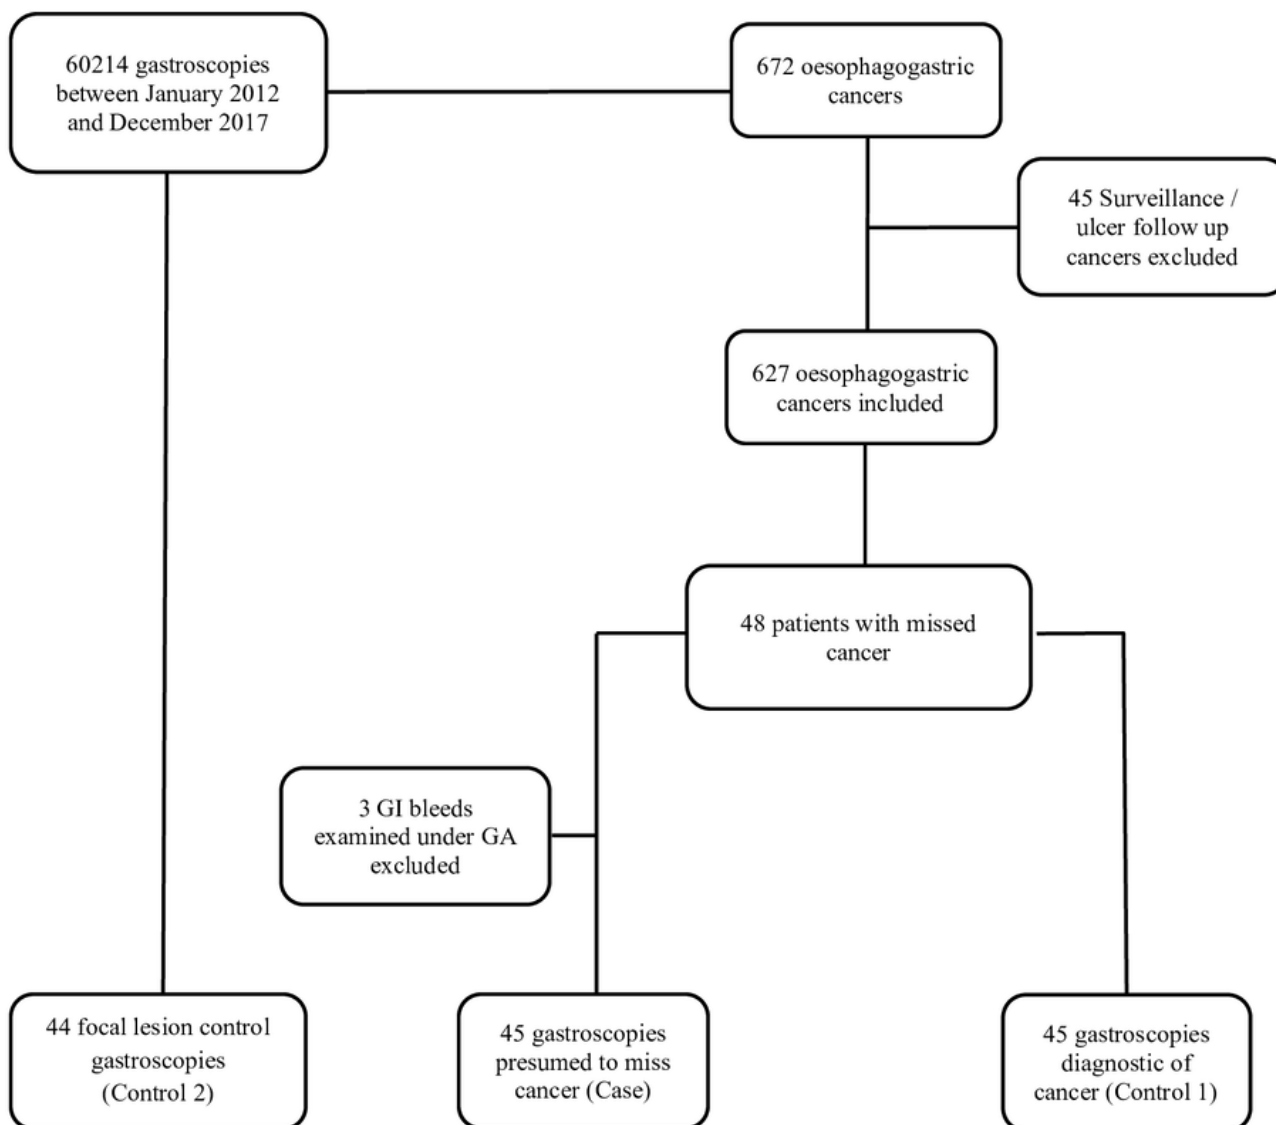 60214 gastroscopies
between January 2012
and December 2017
672 oesophagogastric
cancers
45 Surveillance /
ulcer follow up
cancers excluded
627 oesophagogastric
cancers included
48 patients with missed
cancer
3 GI bleeds
examined under GA
excluded
44 focal lesion control
gastroscopies
(Control 2)
45 gastroscopies
presumed to miss
cancer (Case)
45 gastroscopies
diagnostic of
cancer (Control 1)